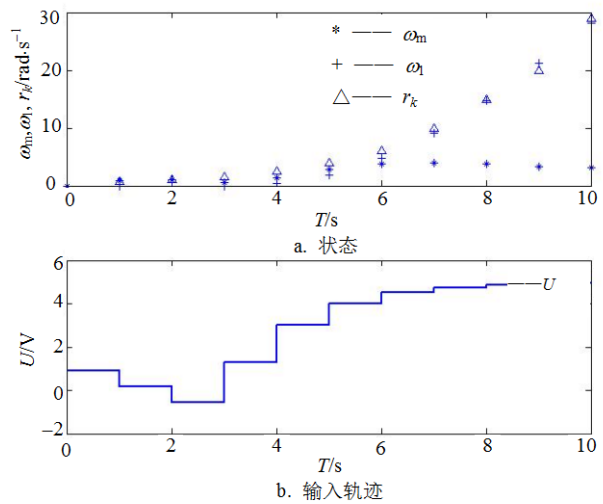 30
20
10
0
ωm,ωl, rk/rad·s⁻¹
* —— ωm
+ —— ωl
△ —— rk
0 2 4 6 8 10
T/s
a. 状态
6
4
2
0
−2
U/V
——U
0 2 4 6 8 10
T/s
b. 输入轨迹